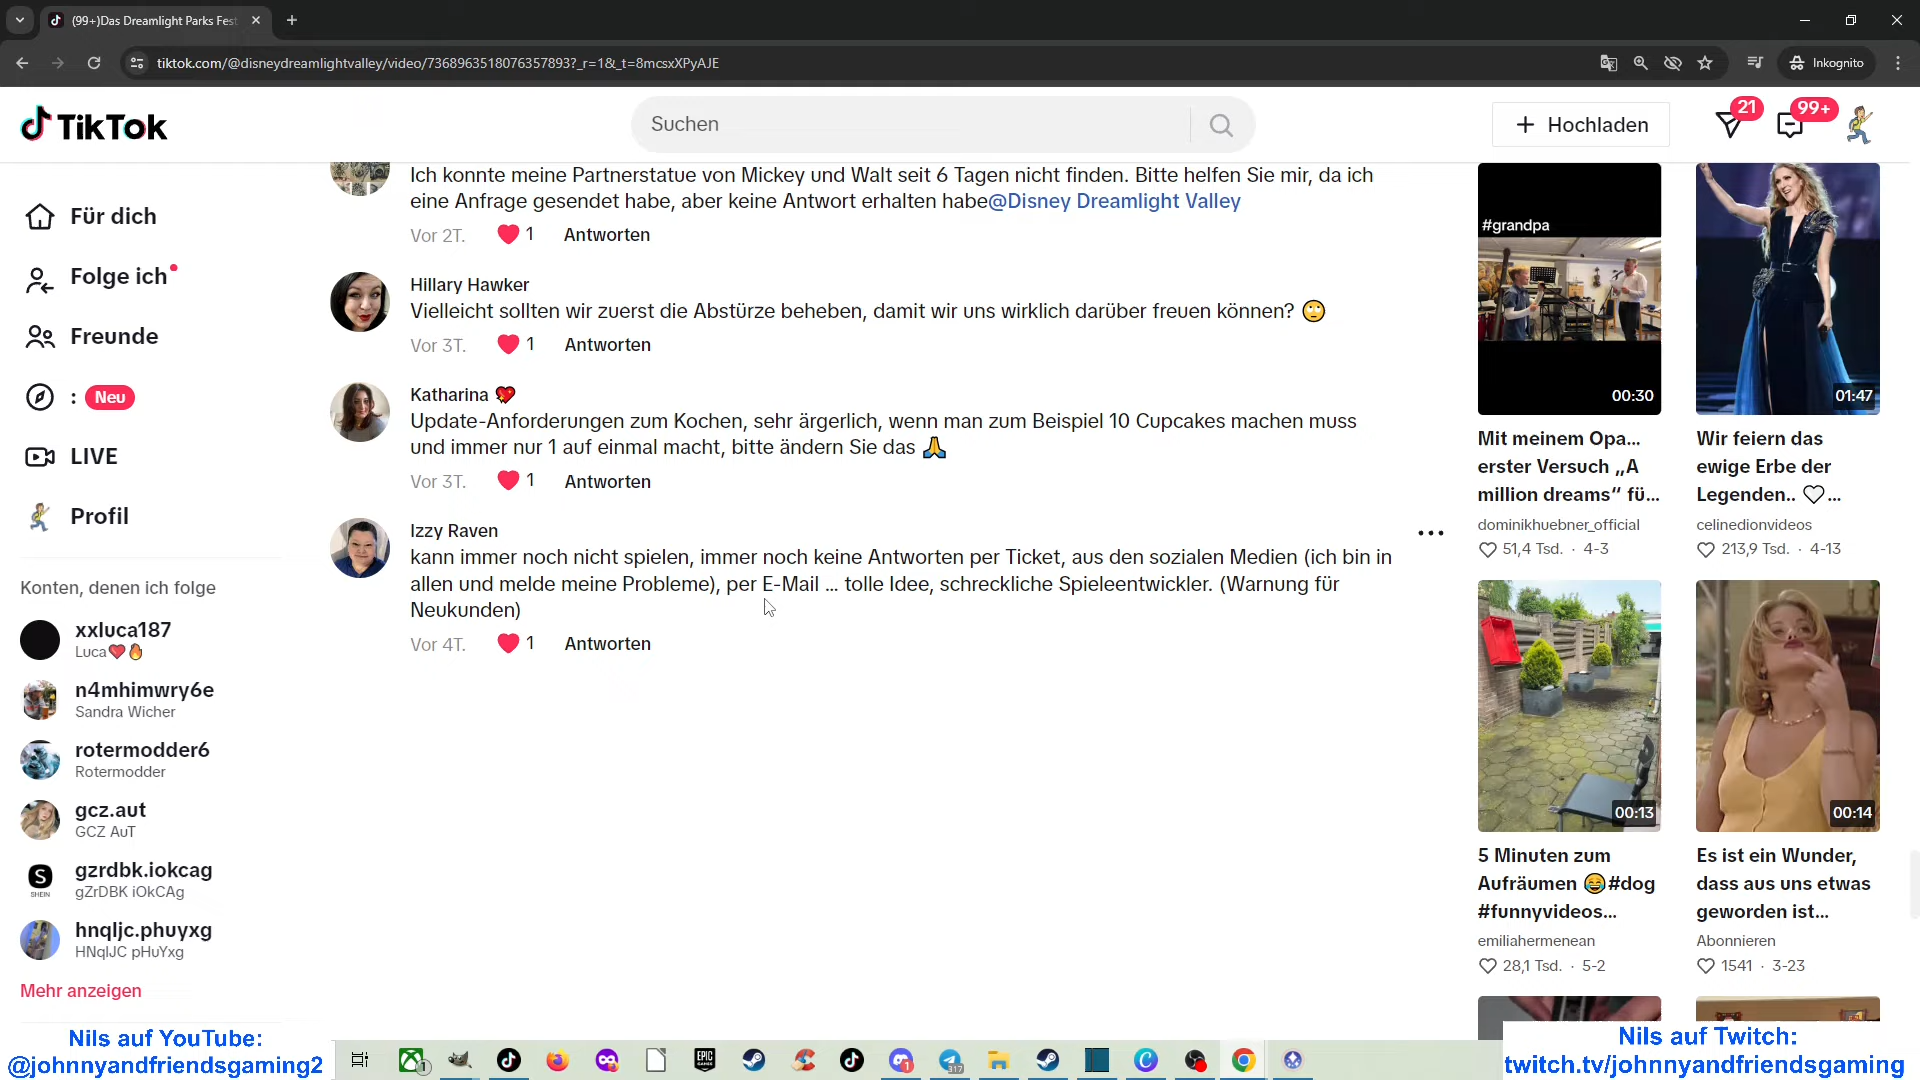 (99+)Das Dreamlight Parks Fest
tiktok.com/@disneydreamlightvalley/video/7368963518076357893?_r=1&_t=8mcsxXPyAJE
Inkognito
TikTok
Suchen
Hochladen
21
99+
Für dich
Folge ich
Freunde
: Neu
LIVE
Profil
Konten, denen ich folge
xxluca187
Luca❤️🔥
n4mhimwry6e
Sandra Wicher
rotermodder6
Rotermodder
gcz.aut
GCZ AuT
gzrdbk.iokcag
gZrDBK iOkCAg
SHEIN
hnqljc.phuyxg
HNqlJC pHuYxg
Mehr anzeigen
Ich konnte meine Partnerstatue von Mickey und Walt seit 6 Tagen nicht finden. Bitte helfen Sie mir, da ich
eine Anfrage gesendet habe, aber keine Antwort erhalten habe@Disney Dreamlight Valley
Vor 2T. 1 Antworten
Hillary Hawker
Vielleicht sollten wir zuerst die Abstürze beheben, damit wir uns wirklich darüber freuen können? 🙄
Vor 3T. 1 Antworten
Katharina 💖
Update-Anforderungen zum Kochen, sehr ärgerlich, wenn man zum Beispiel 10 Cupcakes machen muss
und immer nur 1 auf einmal macht, bitte ändern Sie das 🙏
Vor 3T. 1 Antworten
Izzy Raven
kann immer noch nicht spielen, immer noch keine Antworten per Ticket, aus den sozialen Medien (ich bin in
allen und melde meine Probleme), per E-Mail ... tolle Idee, schreckliche Spieleentwickler. (Warnung für
Neukunden)
Vor 4T. 1 Antworten
#grandpa
00:30
Mit meinem Opa...
erster Versuch „A
million dreams“ fü...
dominikhuebner_official
51,4 Tsd. · 4-3
01:47
Wir feiern das
ewige Erbe der
Legenden.. ♡...
celinedionvideos
213,9 Tsd. · 4-13
00:13
5 Minuten zum
Aufräumen 😂#dog
#funnyvideos...
emiliahermenean
28,1 Tsd. · 5-2
00:14
Es ist ein Wunder,
dass aus uns etwas
geworden ist...
Abonnieren
1541 · 3-23
Nils auf YouTube:
@johnnyandfriendsgaming2
1
EPIC
GAMES
1
317
Nils auf Twitch:
twitch.tv/johnnyandfriendsgaming